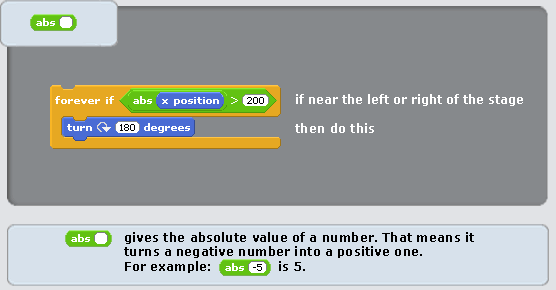 abs
forever if abs x position > 200 if near the left or right of the stage
turn 180 degrees then do this
abs gives the absolute value of a number. That means it
turns a negative number into a positive one.
For example: abs -5 is 5.